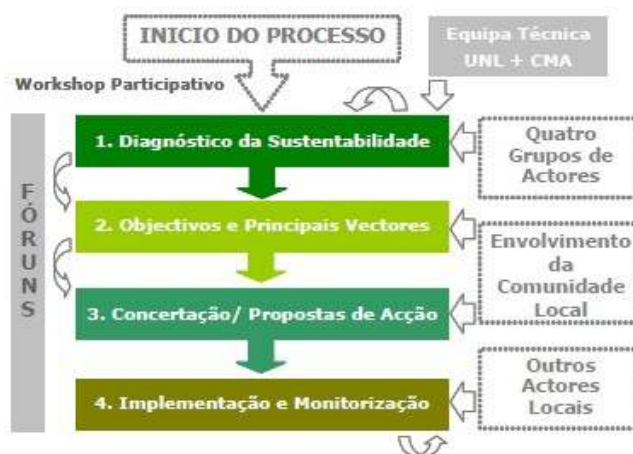 INICIO DO PROCESSO
Equipa Técnica
UNL + CMA
Workshop Participativo
FÓRUNS
1. Diagnóstico da Sustentabilidade
Quatro
Grupos de
Actores
2. Objectivos e Principais Vectores
Envolvimento
da
Comunidade
Local
3. Concertação/ Propostas de Acção
4. Implementação e Monitorização
Outros
Actores
Locais